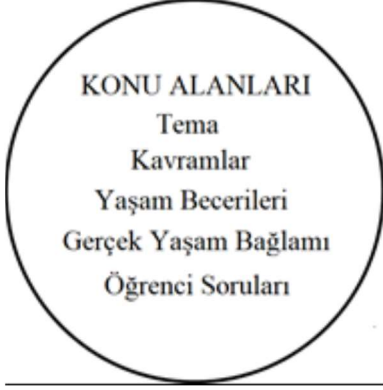 KONU ALANLARI
Tema
Kavramlar
Yaşam Becerileri
Gerçek Yaşam Bağlamı
Öğrenci Soruları